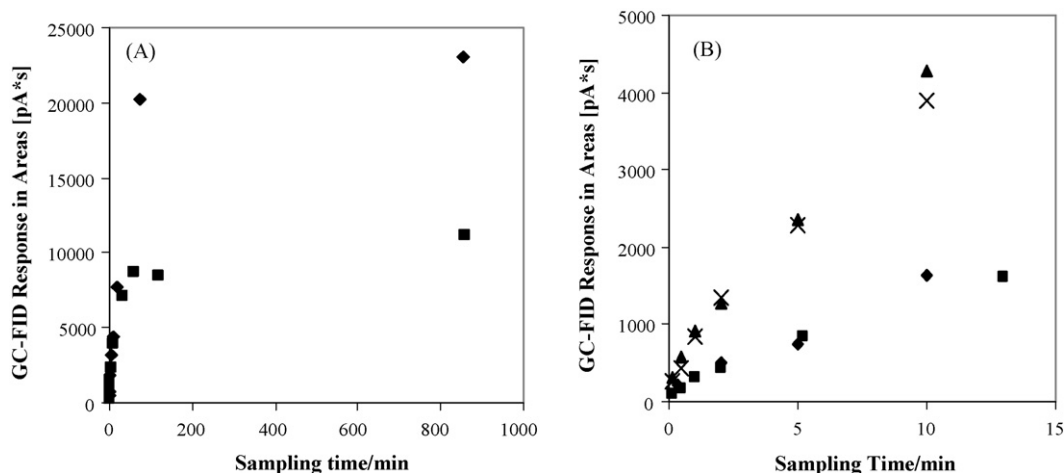 (A)
GC-FID Response in Areas [pA*s]
25000
20000
15000
10000
5000
0
0 200 400 600 800 1000
Sampling time/min
(B)
GC-FID Response in Areas [pA*s]
5000
4000
3000
2000
1000
0
0 5 10 15
Sampling Time/min